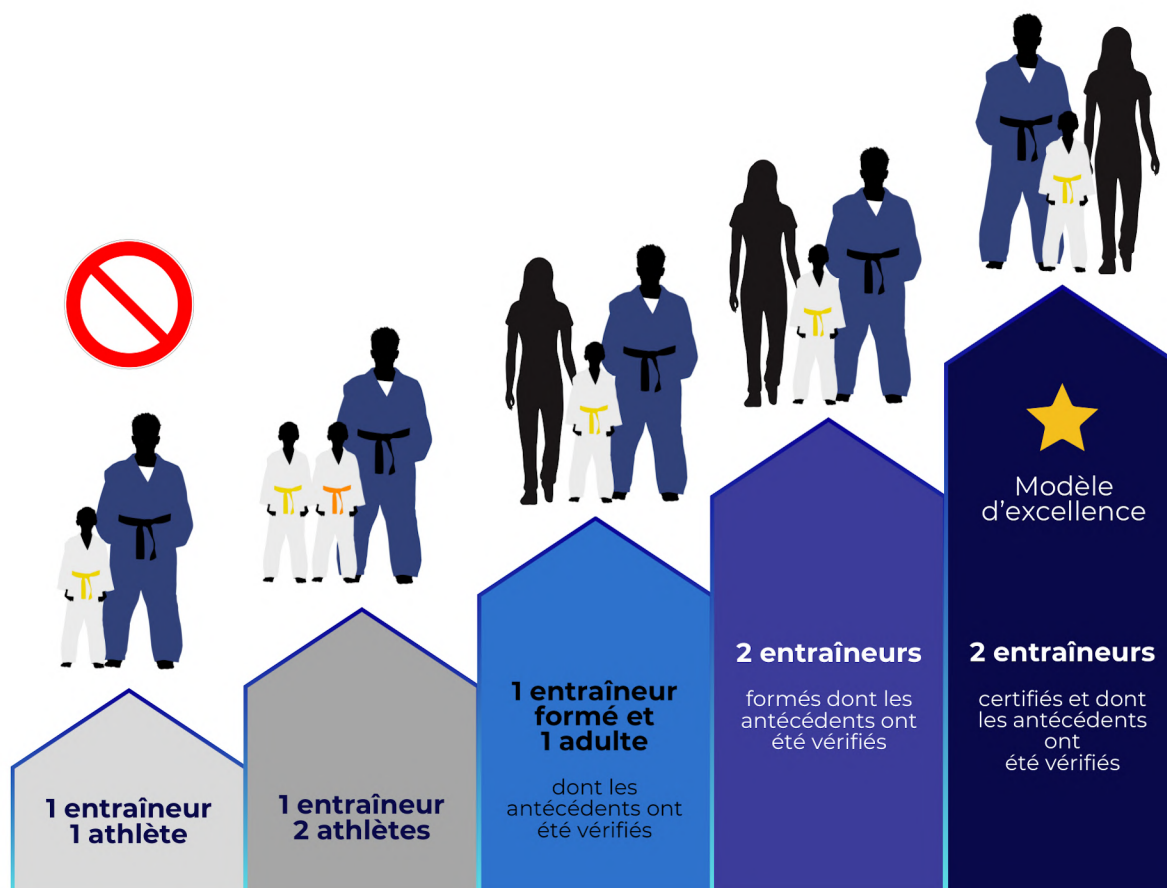 1 entraîneur
1 athlète
1 entraîneur
2 athlètes
1 entraîneur
formé et
1 adulte
dont les
antécédents ont
été vérifiés
2 entraîneurs
formés dont les
antécédents ont
été vérifiés
Modèle
d'excellence
2 entraîneurs
certifiés et dont
les antécédents
ont
été vérifiés